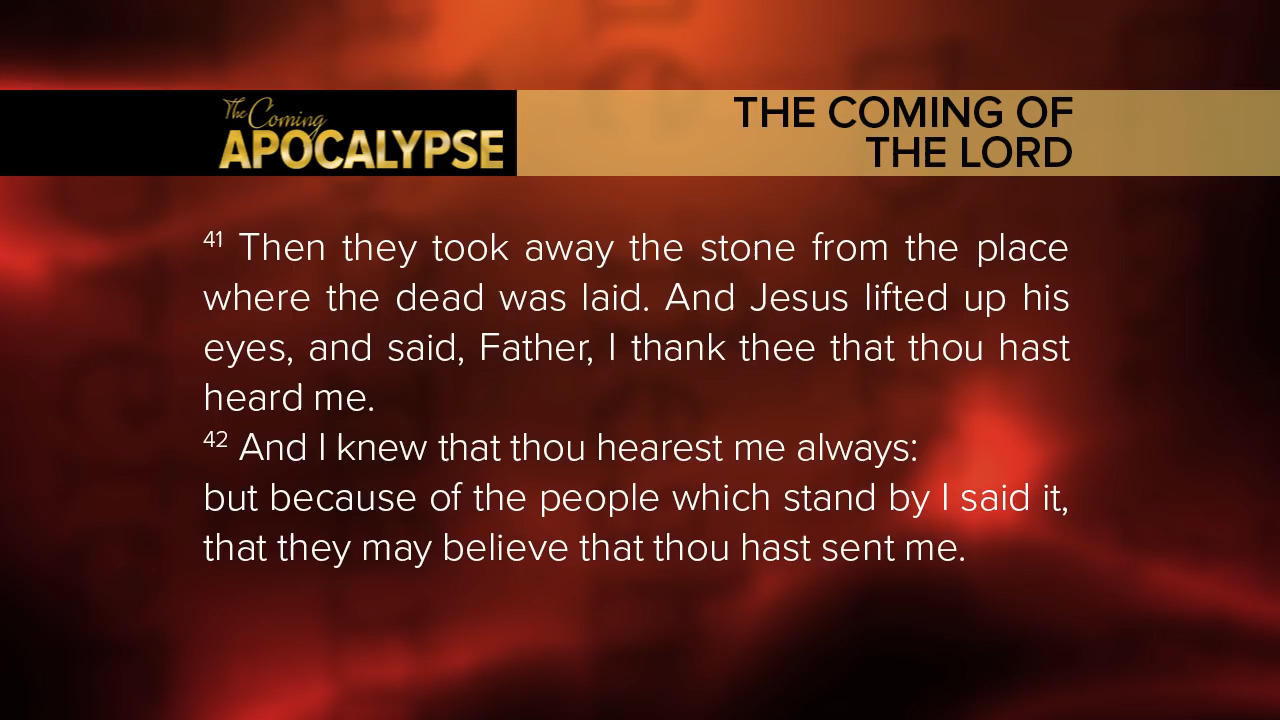 The Coming
APOCALYPSE
THE COMING OF
THE LORD
41 Then they took away the stone from the place
where the dead was laid. And Jesus lifted up his
eyes, and said, Father, I thank thee that thou hast
heard me.
42 And I knew that thou hearest me always:
but because of the people which stand by I said it,
that they may believe that thou hast sent me.